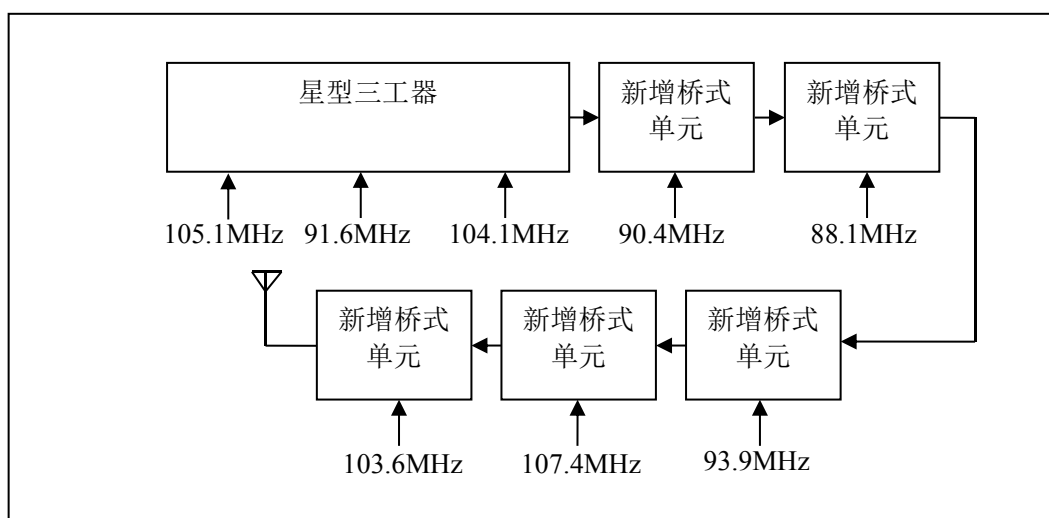 星型三工器
新增桥式
单元
新增桥式
单元
105.1MHz
91.6MHz
104.1MHz
90.4MHz
88.1MHz
新增桥式
单元
新增桥式
单元
新增桥式
单元
103.6MHz
107.4MHz
93.9MHz